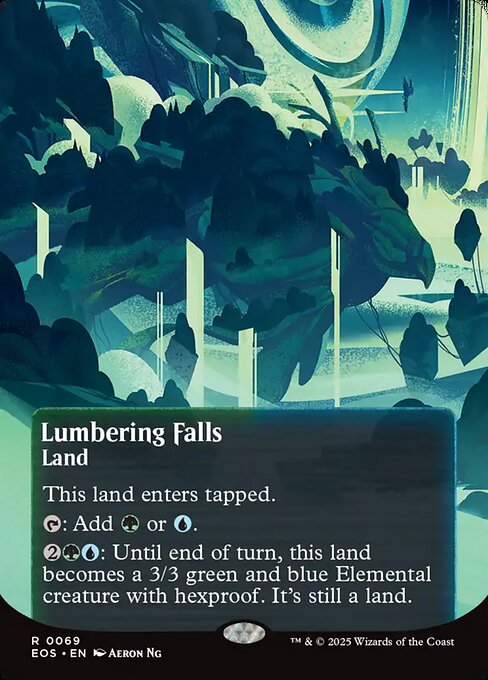 Lumbering Falls
Land
This land enters tapped.
: Add or .
2: Until end of turn, this land
becomes a 3/3 green and blue Elemental
creature with hexproof. It's still a land.
R 0069
EOS • EN Aeron Ng
™ & © 2025 Wizards of the Coast